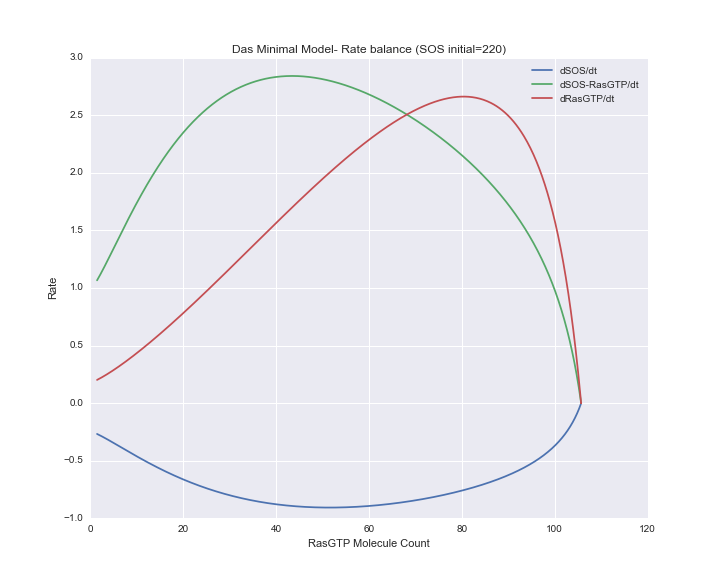 Das Minimal Model- Rate balance (SOS initial=220)
3.0
2.5
2.0
1.5
1.0
0.5
0.0
−0.5
−1.0
Rate
dSOS/dt
dSOS-RasGTP/dt
dRasGTP/dt
0 20 40 60 80 100 120
RasGTP Molecule Count